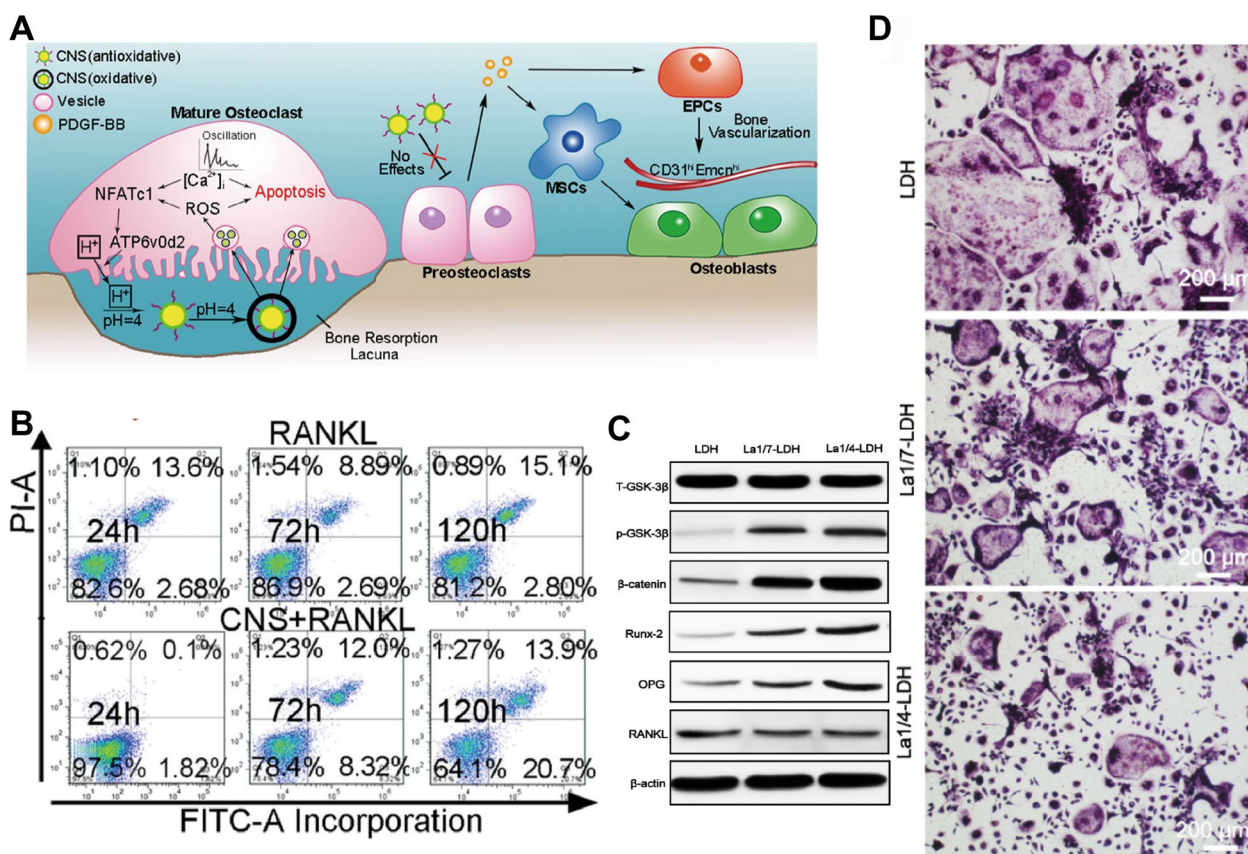 A
CNS(antioxidative)
CNS(oxidative)
Vesicle
PDGF-BB
Mature Osteoclast
Oscillation
[Ca²⁺]i
NFATc1
Apoptosis
ROS
ATP6v0d2
H⁺
H⁺
pH=4
pH=4
Bone Resorption
Lacuna
No
Effects
Preosteoclasts
MSCs
EPCs
Bone
Vascularization
CD31ʰⁱEmcnʰⁱ
Osteoblasts
B
PI-A
RANKL
1.10% 13.6%
24h
82.6% 2.68%
1.54% 8.89%
72h
86.9% 2.69%
0.89% 15.1%
120h
81.2% 2.80%
CNS+RANKL
0.62% 0.1%
24h
97.5% 1.82%
1.23% 12.0%
72h
78.4% 8.32%
1.27% 13.9%
120h
64.1% 20.7%
FITC-A Incorporation
C
LDH La1/7-LDH La1/4-LDH
T-GSK-3β
p-GSK-3β
β-catenin
Runx-2
OPG
RANKL
β-actin
D
LDH
200 μm
La1/7-LDH
200 μm
La1/4-LDH
200 μm